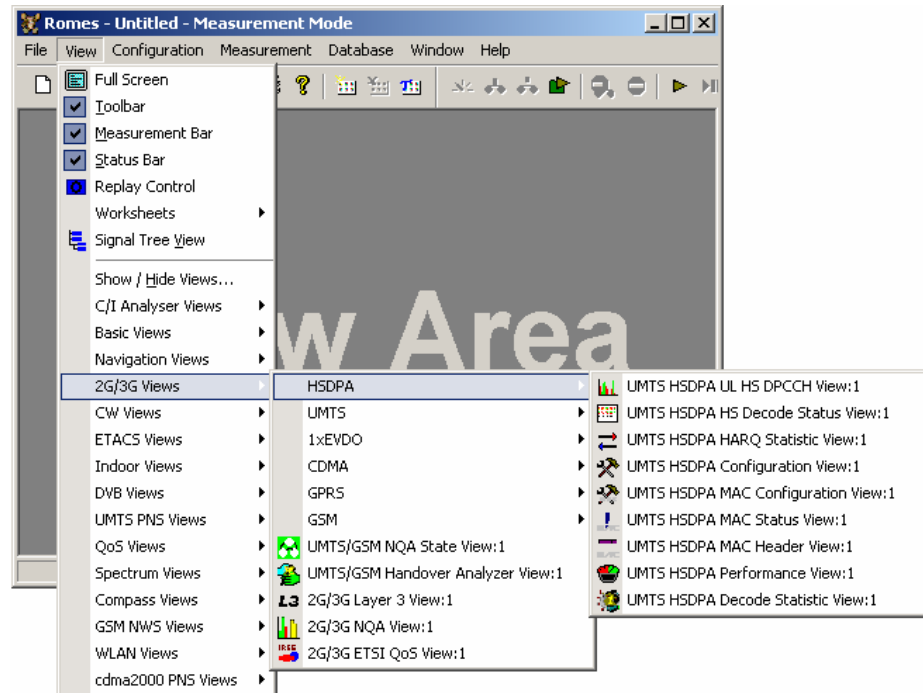 Romes - Untitled - Measurement Mode
File View Configuration Measurement Database Window Help
Full Screen
Toolbar
Measurement Bar
Status Bar
Replay Control
Worksheets
Signal Tree View
Show / Hide Views...
C/I Analyser Views
Basic Views
Navigation Views
2G/3G Views
CW Views
ETACS Views
Indoor Views
DVB Views
UMTS PNS Views
QoS Views
Spectrum Views
Compass Views
GSM NWS Views
WLAN Views
cdma2000 PNS Views
Area
HSDPA
UMTS
1xEVDO
CDMA
GPRS
GSM
UMTS/GSM NQA State View:1
UMTS/GSM Handover Analyzer View:1
L3 2G/3G Layer 3 View:1
2G/3G NQA View:1
2G/3G ETSI QoS View:1
UMTS HSDPA UL HS DPCCH View:1
UMTS HSDPA HS Decode Status View:1
UMTS HSDPA HARQ Statistic View:1
UMTS HSDPA Configuration View:1
UMTS HSDPA MAC Configuration View:1
UMTS HSDPA MAC Status View:1
UMTS HSDPA MAC Header View:1
UMTS HSDPA Performance View:1
UMTS HSDPA Decode Statistic View:1